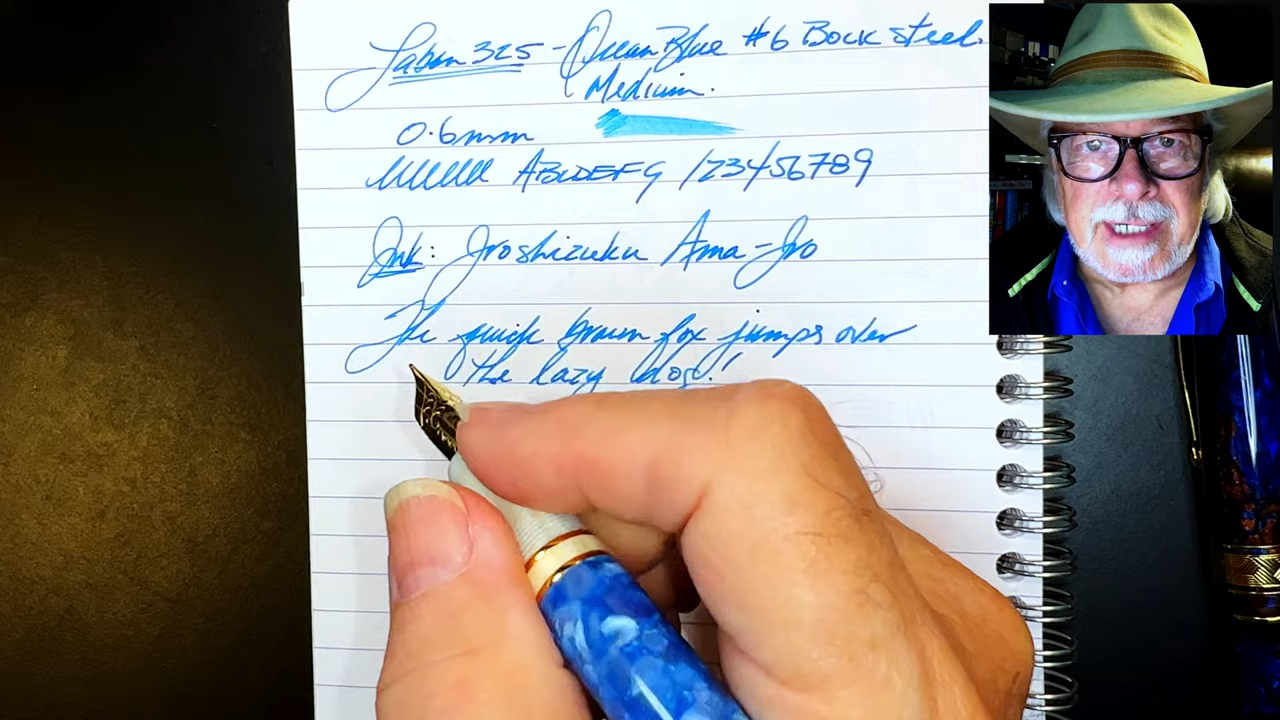 Laban 325 - Ocean Blue #6 Bock steel.
Medium.
0.6mm
ABCDEFG 123456789
Ink: Iroshizuku Ama-Iro
The quick brown fox jumps over
the lazy dog!